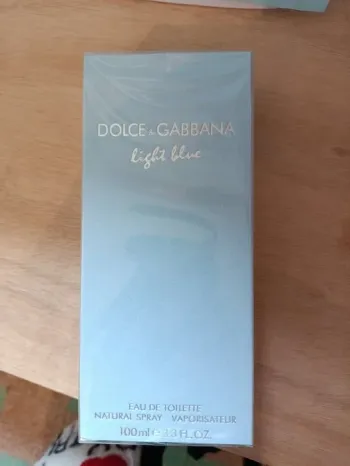 DOLCE & GABBANA
light blue
EAU DE TOILETTE
NATURAL SPRAY VAPORISATEUR
100ml e 3.3 FL.OZ.